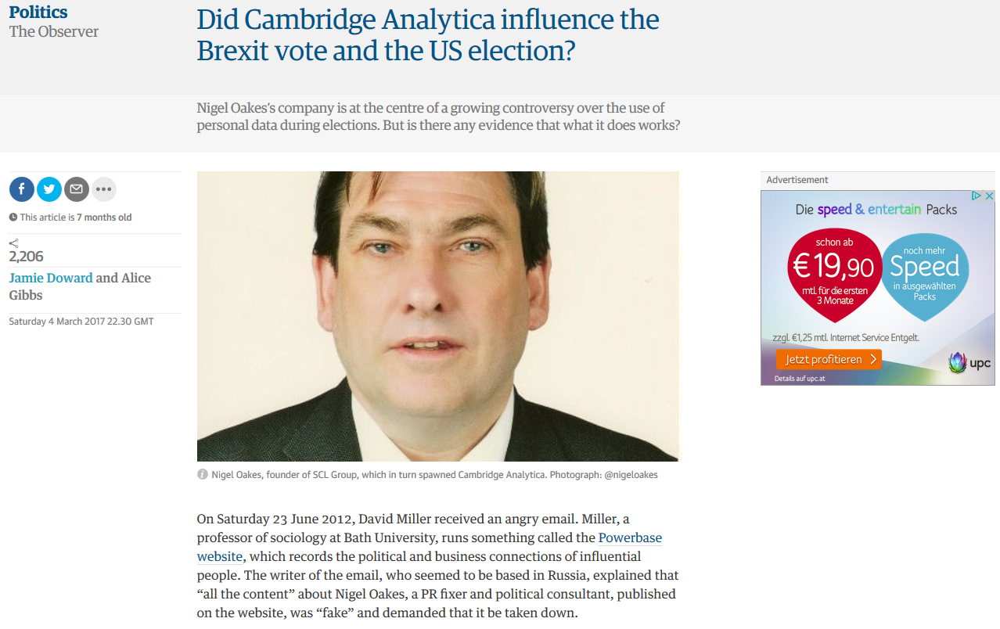 Politics
The Observer
Did Cambridge Analytica influence the
Brexit vote and the US election?
Nigel Oakes's company is at the centre of a growing controversy over the use of
personal data during elections. But is there any evidence that what it does works?
This article is 7 months old
2,206
Jamie Doward and Alice
Gibbs
Saturday 4 March 2017 22.30 GMT
Nigel Oakes, founder of SCL Group, which in turn spawned Cambridge Analytica. Photograph: @nigeloakes
On Saturday 23 June 2012, David Miller received an angry email. Miller, a
professor of sociology at Bath University, runs something called the Powerbase
website, which records the political and business connections of influential
people. The writer of the email, who seemed to be based in Russia, explained that
“all the content” about Nigel Oakes, a PR fixer and political consultant, published
on the website, was “fake” and demanded that it be taken down.
Advertisement
Die speed & entertain Packs
schon ab
€19,90
mtl. für die ersten
3 Monate
noch mehr
Speed
in ausgewählten
Packs
zzgl. €1,25 mtl. Internet Service Entgelt.
Jetzt profitieren
upc
Details auf upc.at